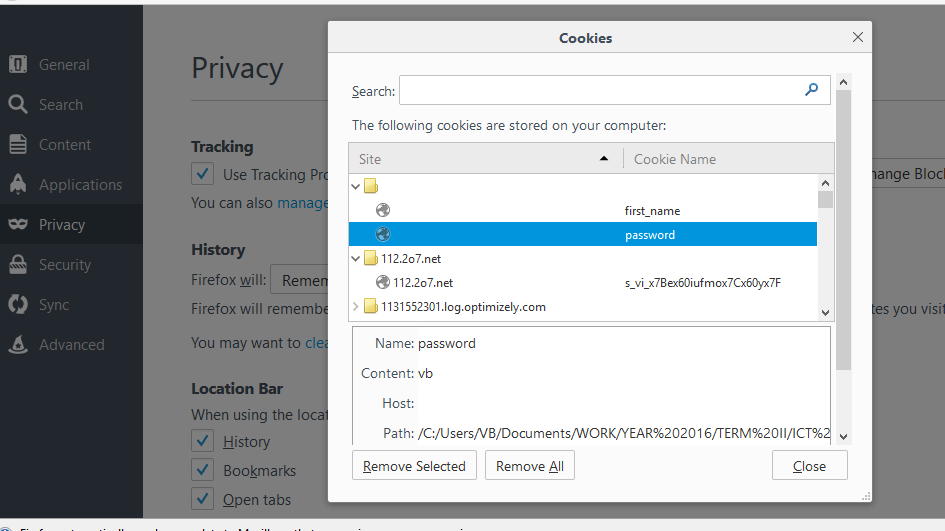 Cookies
General
Search
Content
Applications
Privacy
Security
Sync
Advanced
Privacy
Tracking
Use Tracking Pro
You can also manage
hange Block
History
Firefox will: Remem
Firefox will remembe
tes you visit
You may want to clea
Location Bar
When using the locat
History
Bookmarks
Open tabs
Search:
The following cookies are stored on your computer:
Site Cookie Name
first_name
password
112.2o7.net
112.2o7.net s_vi_x7Bex60iufmox7Cx60yx7F
1131552301.log.optimizely.com
Name: password
Content: vb
Host:
Path: /C:/Users/VB/Documents/WORK/YEAR%202016/TERM%20II/ICT%2
Remove Selected Remove All Close